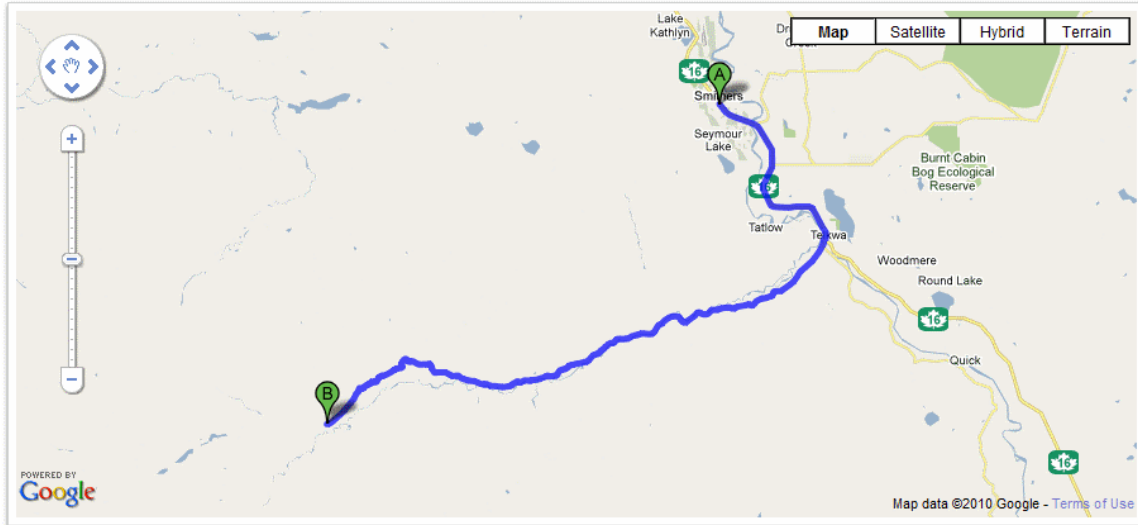 Lake
Kathlyn
Map
Satellite
Hybrid
Terrain
16
A
Smithers
Seymour
Lake
Burnt Cabin
Bog Ecological
Reserve
16
Tatlow
Telkwa
Woodmere
Round Lake
16
Quick
B
16
POWERED BY
Google
Map data ©2010 Google - Terms of Use